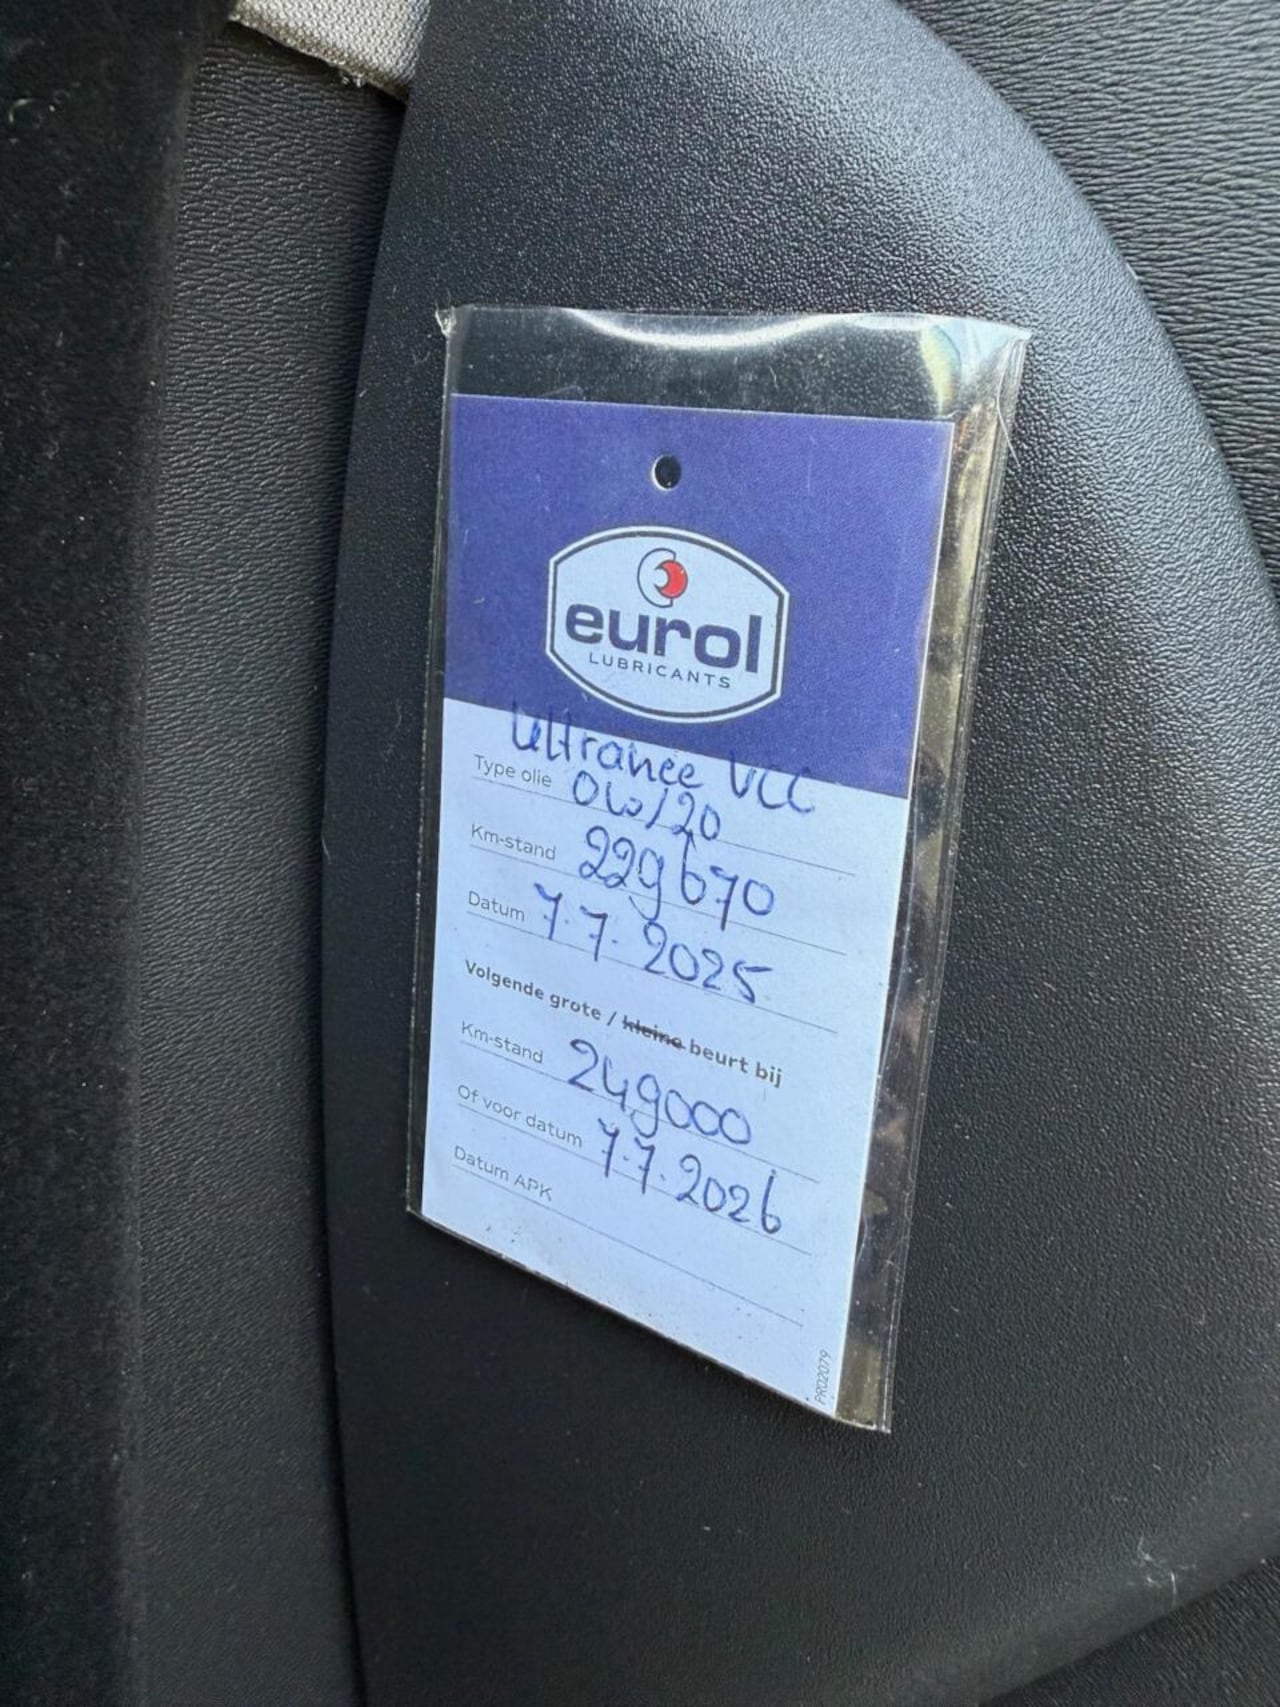 eurol
LUBRICANTS
Ultrance VCC
Type olie 0W/20
Km-stand 229670
Datum 7.7.2025
Volgende grote / kleine beurt bij
Km-stand 249000
Of voor datum 7.7.2026
Datum APK
PR02079